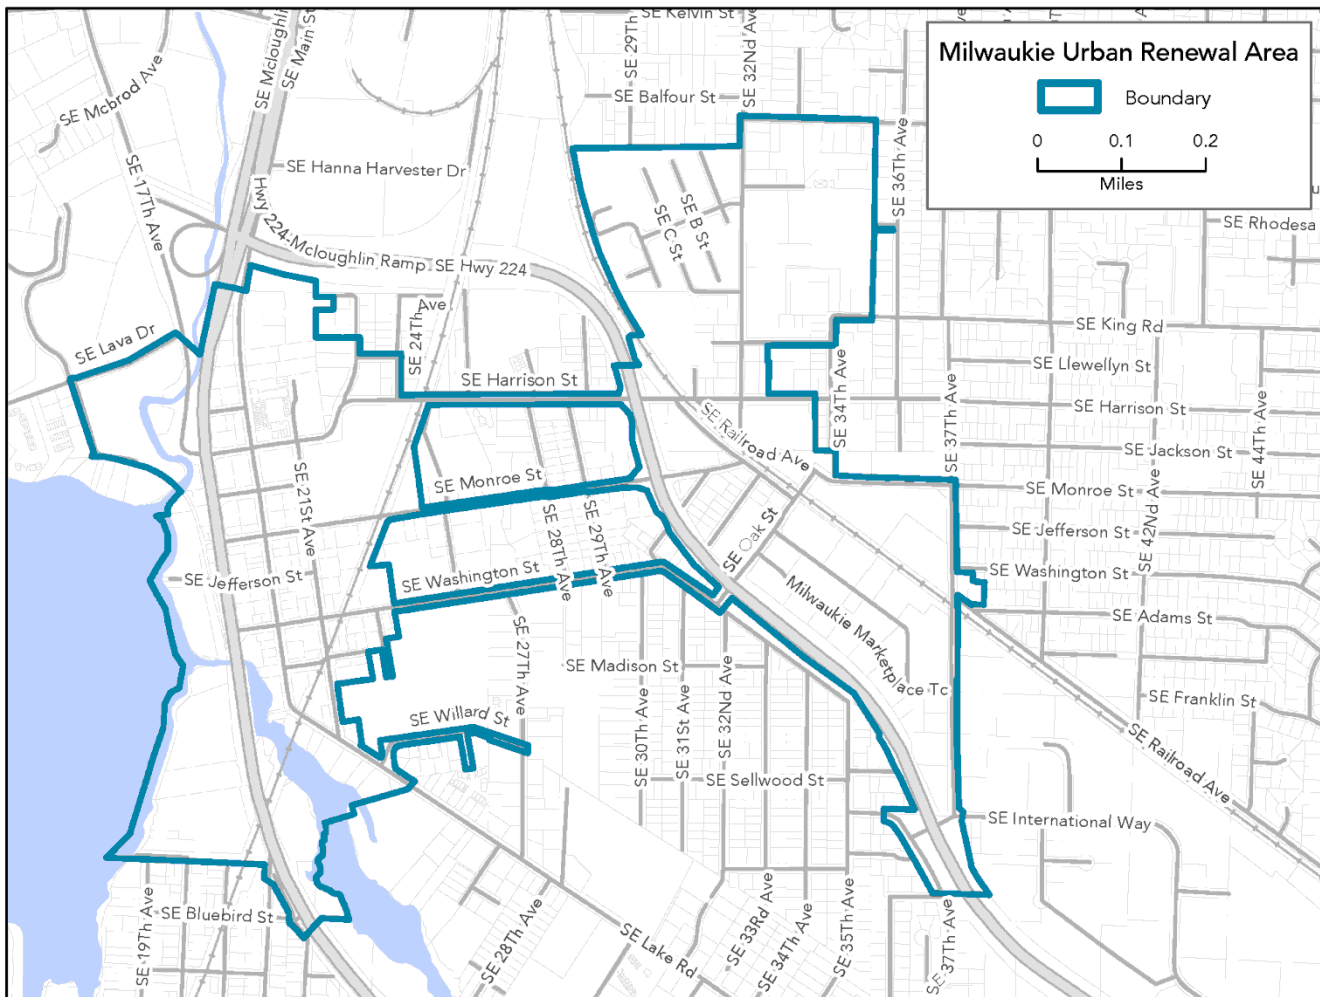 Milwaukie Urban Renewal Area
Boundary
0 0.1 0.2
Miles
SE Kelvin St
SE Mcloughlin
SE Main St
SE 29Th
SE 32Nd Ave
SE Mcbrod Ave
SE Balfour St
SE 36Th Ave
SE Hanna Harvester Dr
SE 17Th Ave
SE B St
SE C St
SE Rhodesa
Hwy 224-Mcloughlin Ramp
SE Hwy 224
SE Lava Dr
SE 24Th Ave
SE King Rd
SE Llewellyn St
SE Harrison St
SE 34Th Ave
SE 37Th Ave
SE Harrison St
SE 44Th Ave
SE Railroad Ave
SE Jackson St
SE Monroe St
SE Monroe St
SE 21St Ave
SE 28Th Ave
SE 29Th Ave
SE Oak St
SE Jefferson St
SE 42Nd Ave
SE Jefferson St
SE Washington St
SE Washington St
SE Adams St
Milwaukie Marketplace Tc
SE 27Th Ave
SE Madison St
SE Franklin St
SE Willard St
SE 30Th Ave
SE 31St Ave
SE 32Nd Ave
SE Railroad Ave
SE Sellwood St
SE International Way
SE Bluebird St
SE 19Th Ave
SE 28Th Ave
SE Lake Rd
SE 33Rd Ave
SE 34Th Ave
SE 35Th Ave
SE 37Th Ave